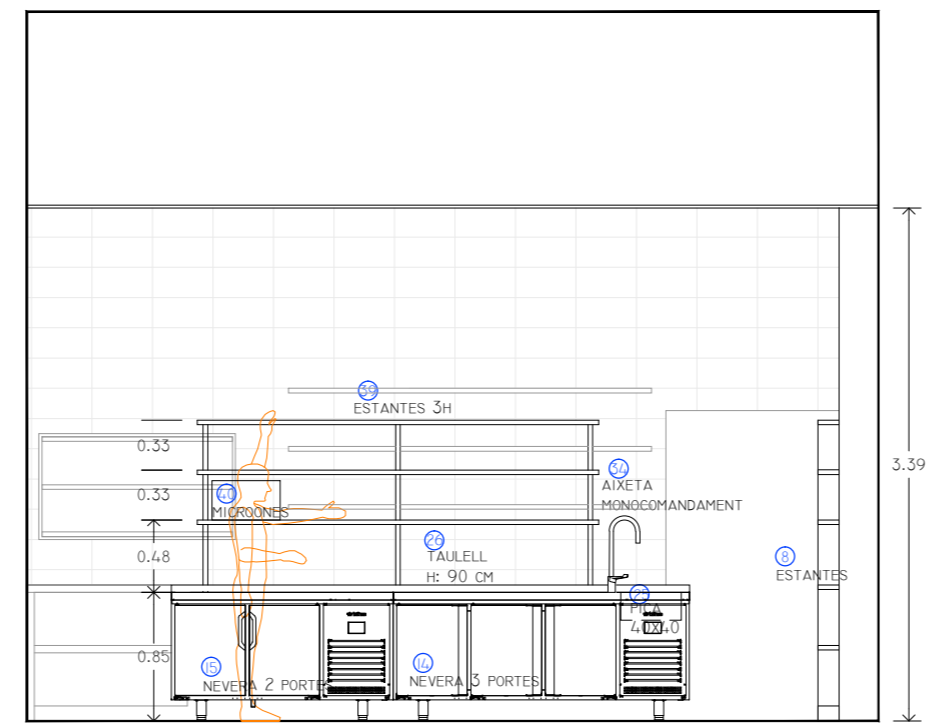 39
ESTANTES 3H
0.33
3.39
34
AIXETA
MONOCOMANDAMENT
0.33
40
MICROONES
26
TAULELL
H: 90 CM
0.48
8
ESTANTES
25
PICA
40X40
0.85
15
NEVERA 2 PORTES
14
NEVERA 3 PORTES